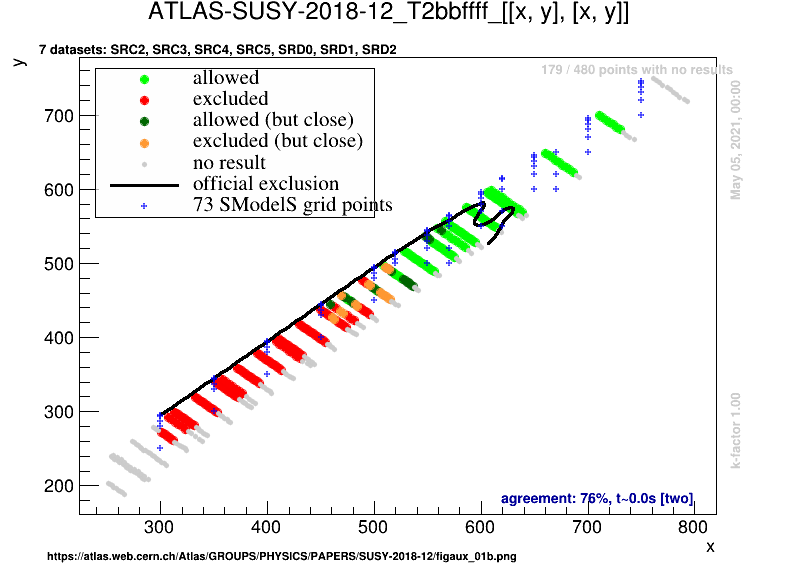 ATLAS-SUSY-2018-12_T2bbffff_[[x, y], [x, y]]
7 datasets: SRC2, SRC3, SRC4, SRC5, SRD0, SRD1, SRD2
y
179 / 480 points with no results
allowed
excluded
allowed (but close)
excluded (but close)
no result
official exclusion
73 SModelS grid points
700
600
500
400
300
200
300
400
500
600
700
800
x
May 05, 2021, 00:00
k-factor 1.00
agreement: 76%, t~0.0s [two]
https://atlas.web.cern.ch/Atlas/GROUPS/PHYSICS/PAPERS/SUSY-2018-12/figaux_01b.png